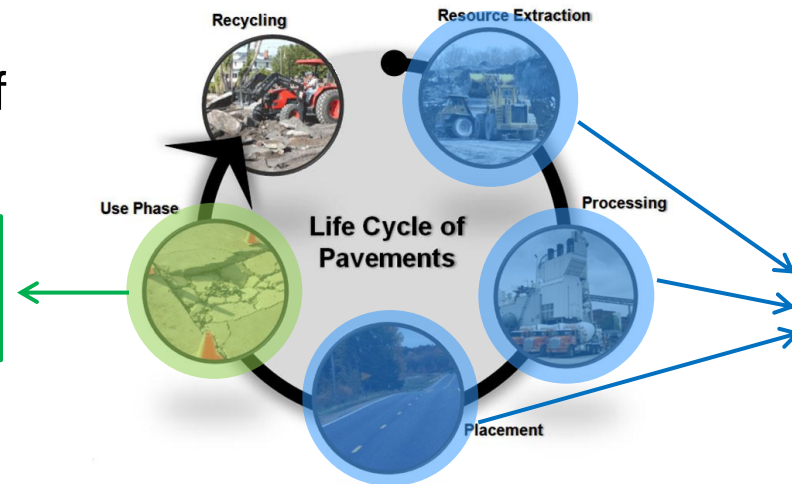 Recycling
Resource Extraction
f
Use Phase
Processing
Life Cycle of
Pavements
Placement